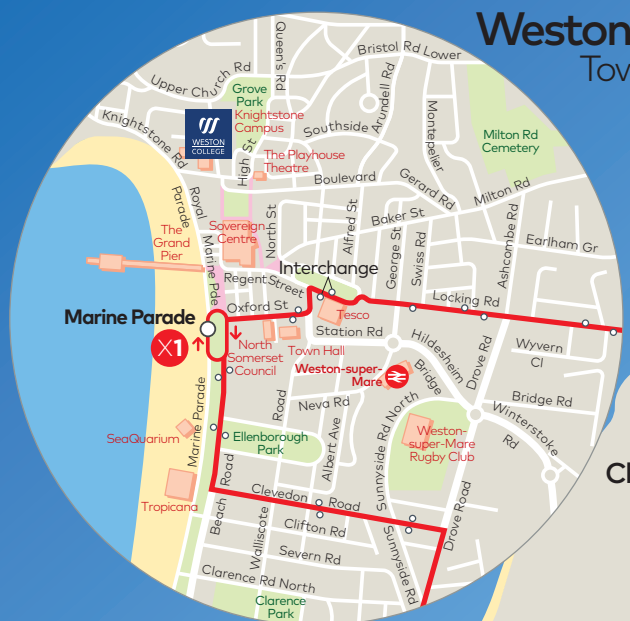 Weston
Tow
Bristol Rd Lower
Queen's Rd
Upper Church Rd
Grove
Park
Knightstone
Campus
WESTON
COLLEGE
Knightstone Rd
Southside
Arundell Rd
Montepelier
Milton Rd
Cemetery
High St
The Playhouse
Theatre
Boulevard
Gerard Rd
Milton Rd
Royal
Parade
The
Grand
Pier
Sovereign
Centre
North St
Alfred St
Baker St
George St
Swiss Rd
Ashcombe Rd
Earlham Gr
Marine Pde
Regent Street
Interchange
Oxford St
Tesco
Locking Rd
Marine Parade
X1
Station Rd
North
Somerset
Council
Town Hall
Weston-super-
Mare
Hildesheim
Bridge
Drove Rd
Wyvern
Cl
Bridge Rd
Winterstoke
Rd
Marine Parade
Road
Neva Rd
Albert Ave
Sunnyside Rd North
Weston-
super-Mare
Rugby Club
SeaQuarium
Ellenborough
Park
Tropicana
Beach Road
Walliscote
Clevedon Road
Clifton Rd
Severn Rd
Clarence Rd North
Clarence
Park
Sunnyside Rd
Drove Road
Cl